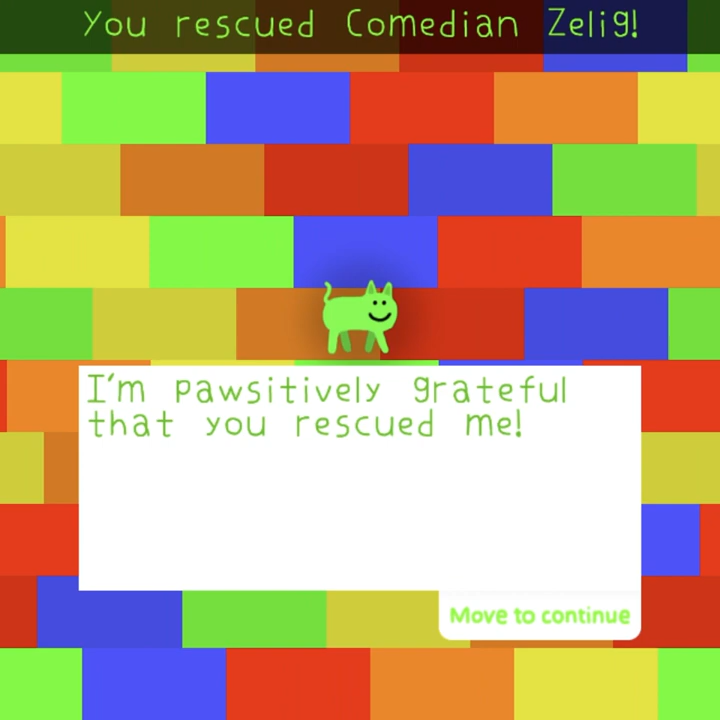 You rescued Comedian Zelig!
I'm pawsitively grateful
that you rescued me!
Move to continue